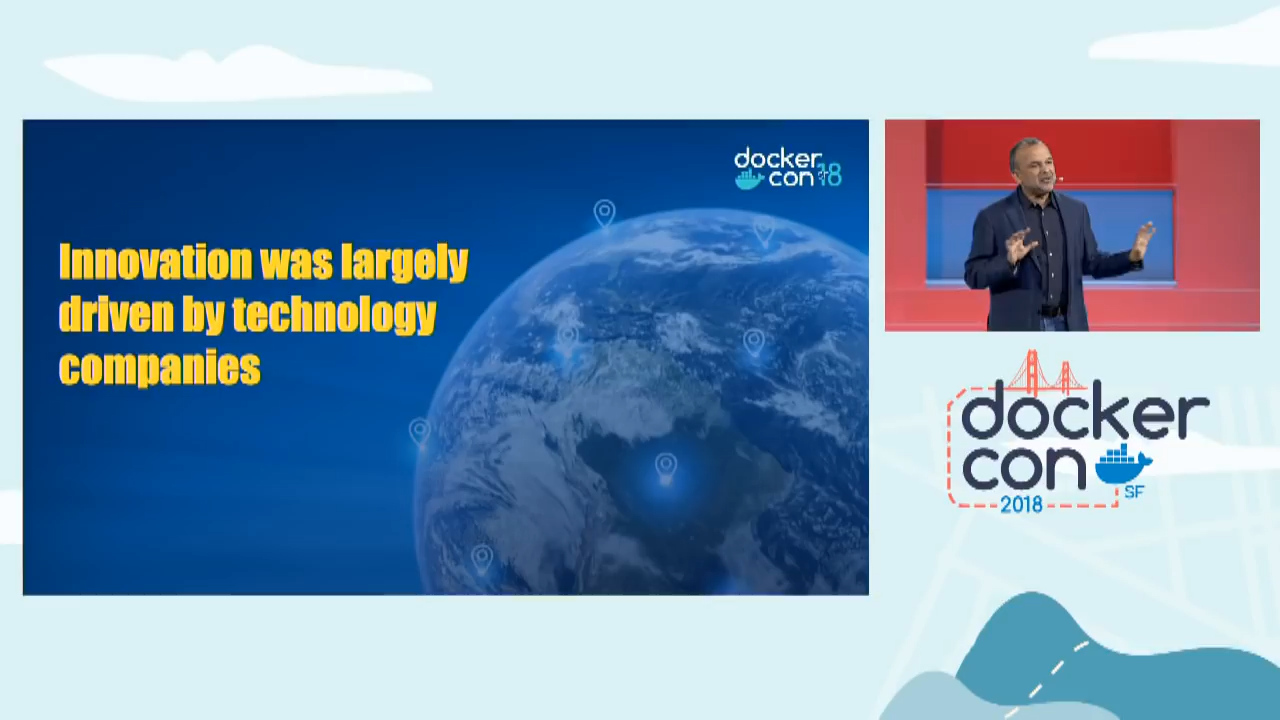 docker
con 18
Innovation was largely
driven by technology
companies
docker
con
SF
2018